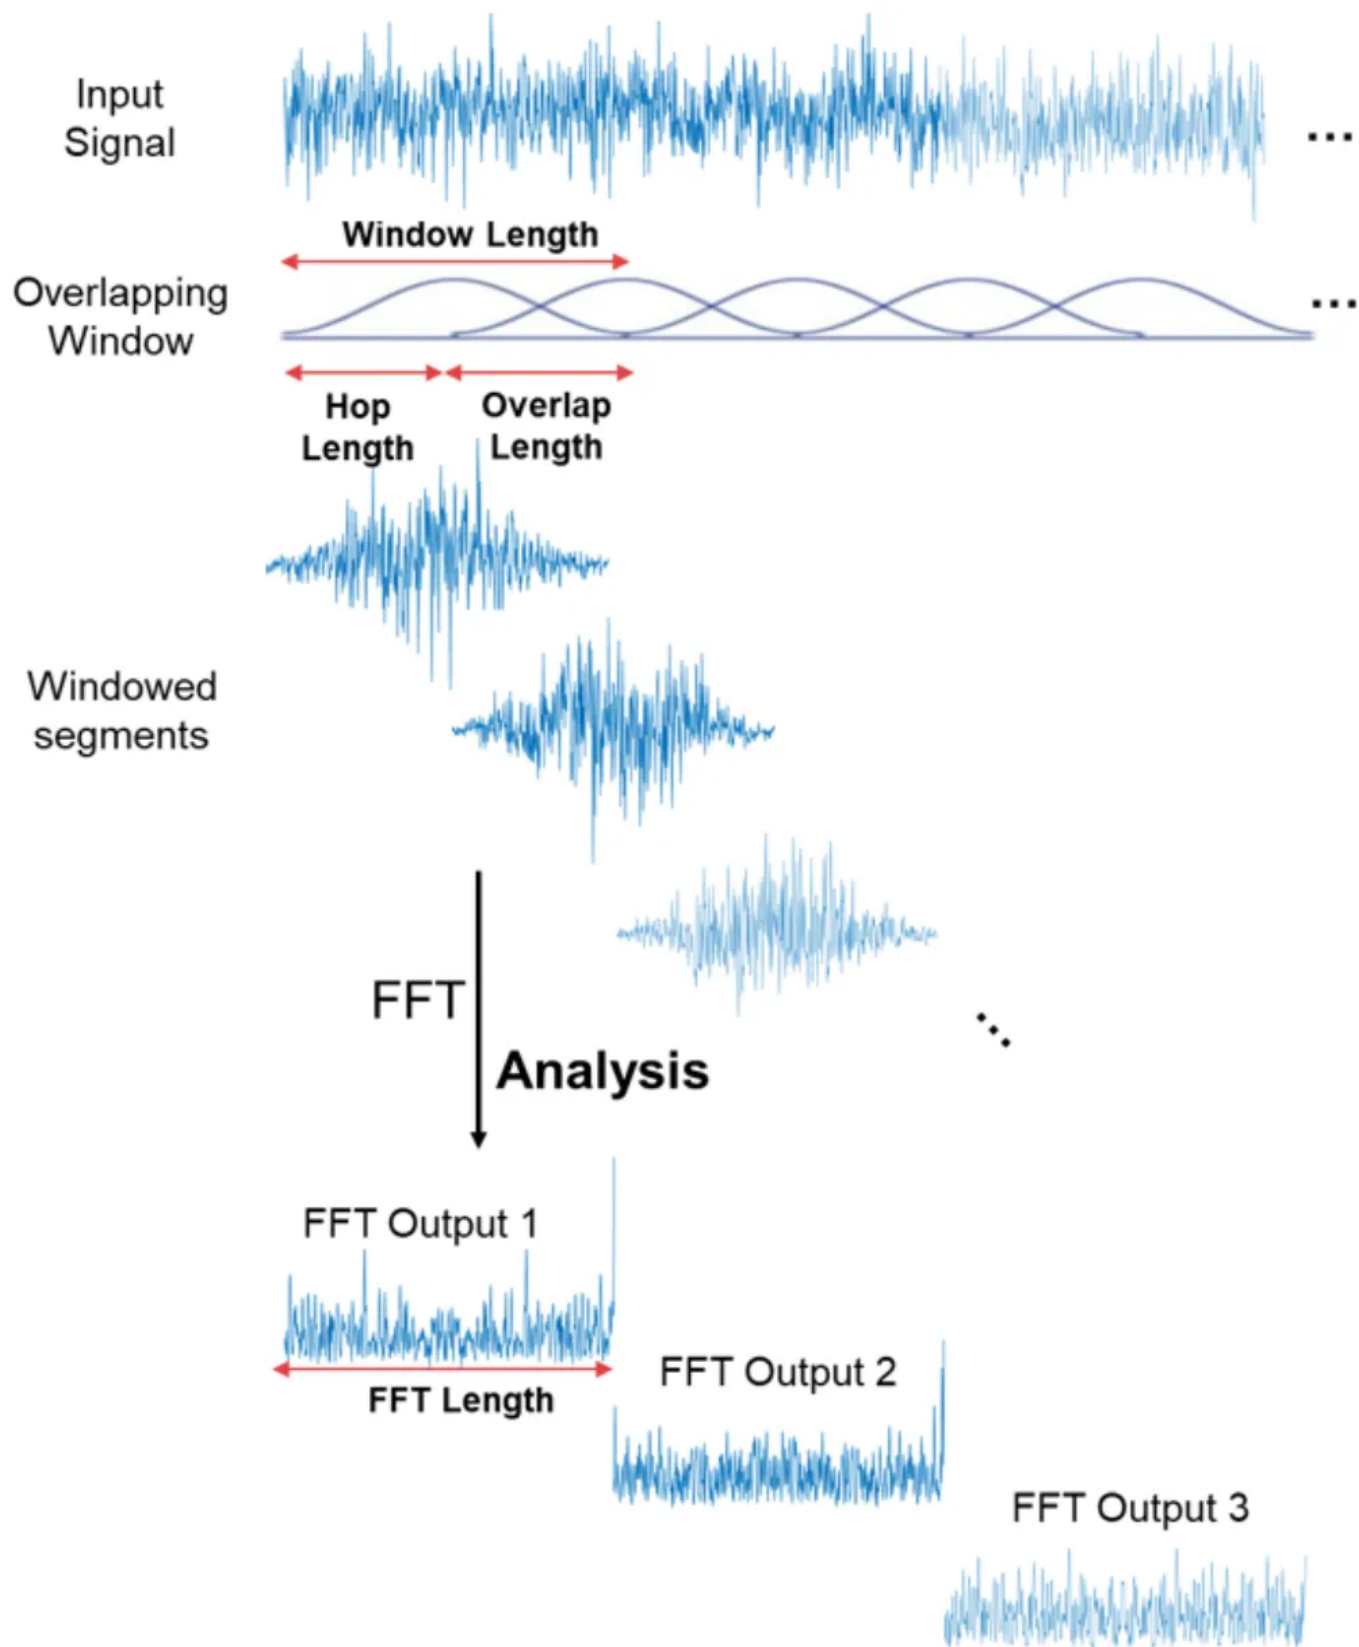 Input
Signal
...
Window Length
Overlapping
Window
...
Hop
Length
Overlap
Length
Windowed
segments
FFT
Analysis
FFT Output 1
FFT Length
FFT Output 2
FFT Output 3